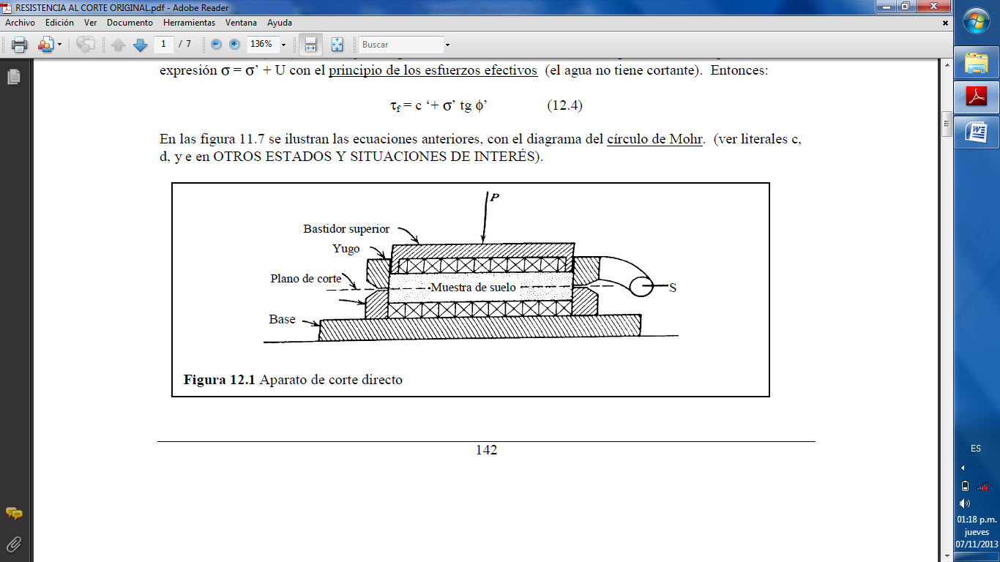 RESISTENCIA AL CORTE ORIGINAL.pdf - Adobe Reader
Archivo Edición Ver Documento Herramientas Ventana Ayuda
1 / 7 136% Buscar
expresión σ = σ’ + U con el principio de los esfuerzos efectivos (el agua no tiene cortante). Entonces:
τf = c ‘+ σ’ tg ϕ’ (12.4)
En las figura 11.7 se ilustran las ecuaciones anteriores, con el diagrama del círculo de Mohr. (ver literales c,
d, y e en OTROS ESTADOS Y SITUACIONES DE INTERÉS).
P
Bastidor superior
Yugo
Plano de corte
Muestra de suelo
S
Base
Figura 12.1 Aparato de corte directo
142
ES
01:18 p.m.
jueves
07/11/2013